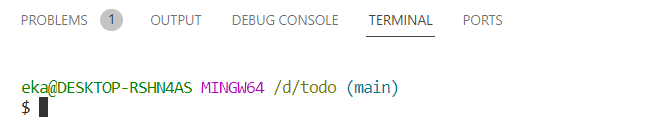 PROBLEMS 1 OUTPUT DEBUG CONSOLE TERMINAL PORTS
eka@DESKTOP-RSHN4AS MINGW64 /d/todo (main)
$